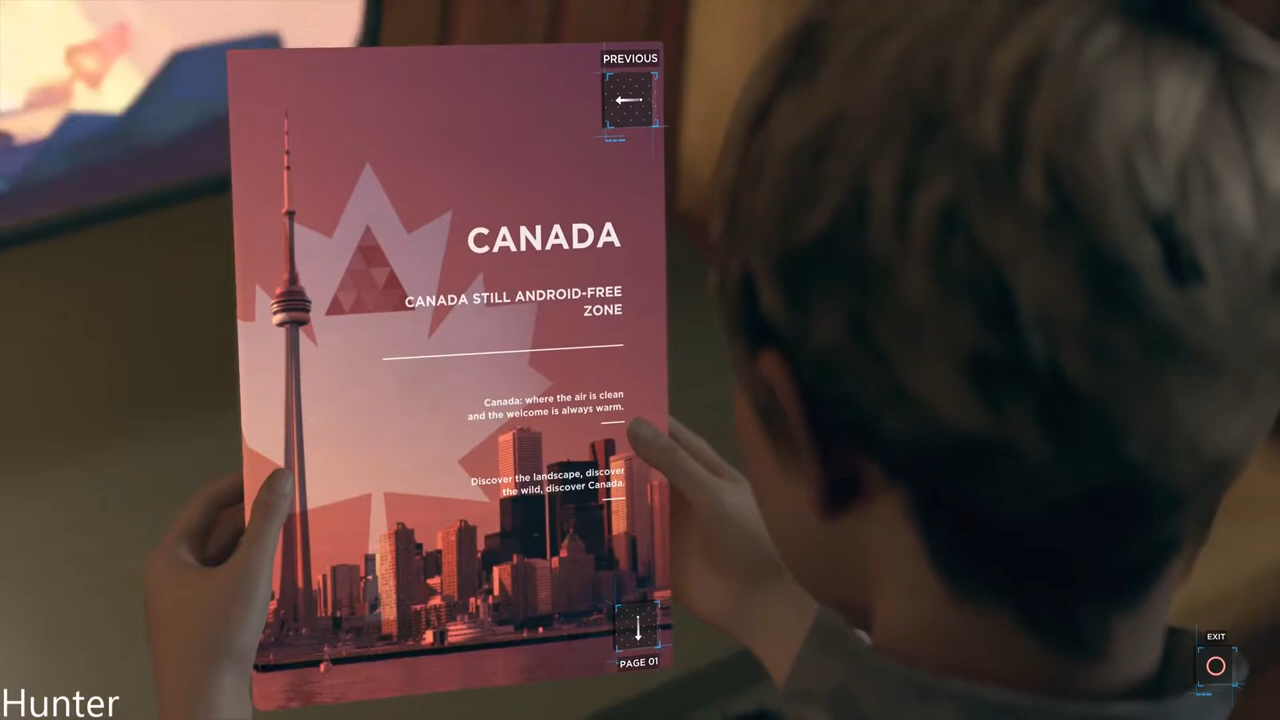 PREVIOUS
CANADA
CANADA STILL ANDROID-FREE
ZONE
Canada: where the air is clean
and the welcome is always warm.
Discover the landscape, discover
the wild, discover Canada.
PAGE 01
EXIT
Hunter